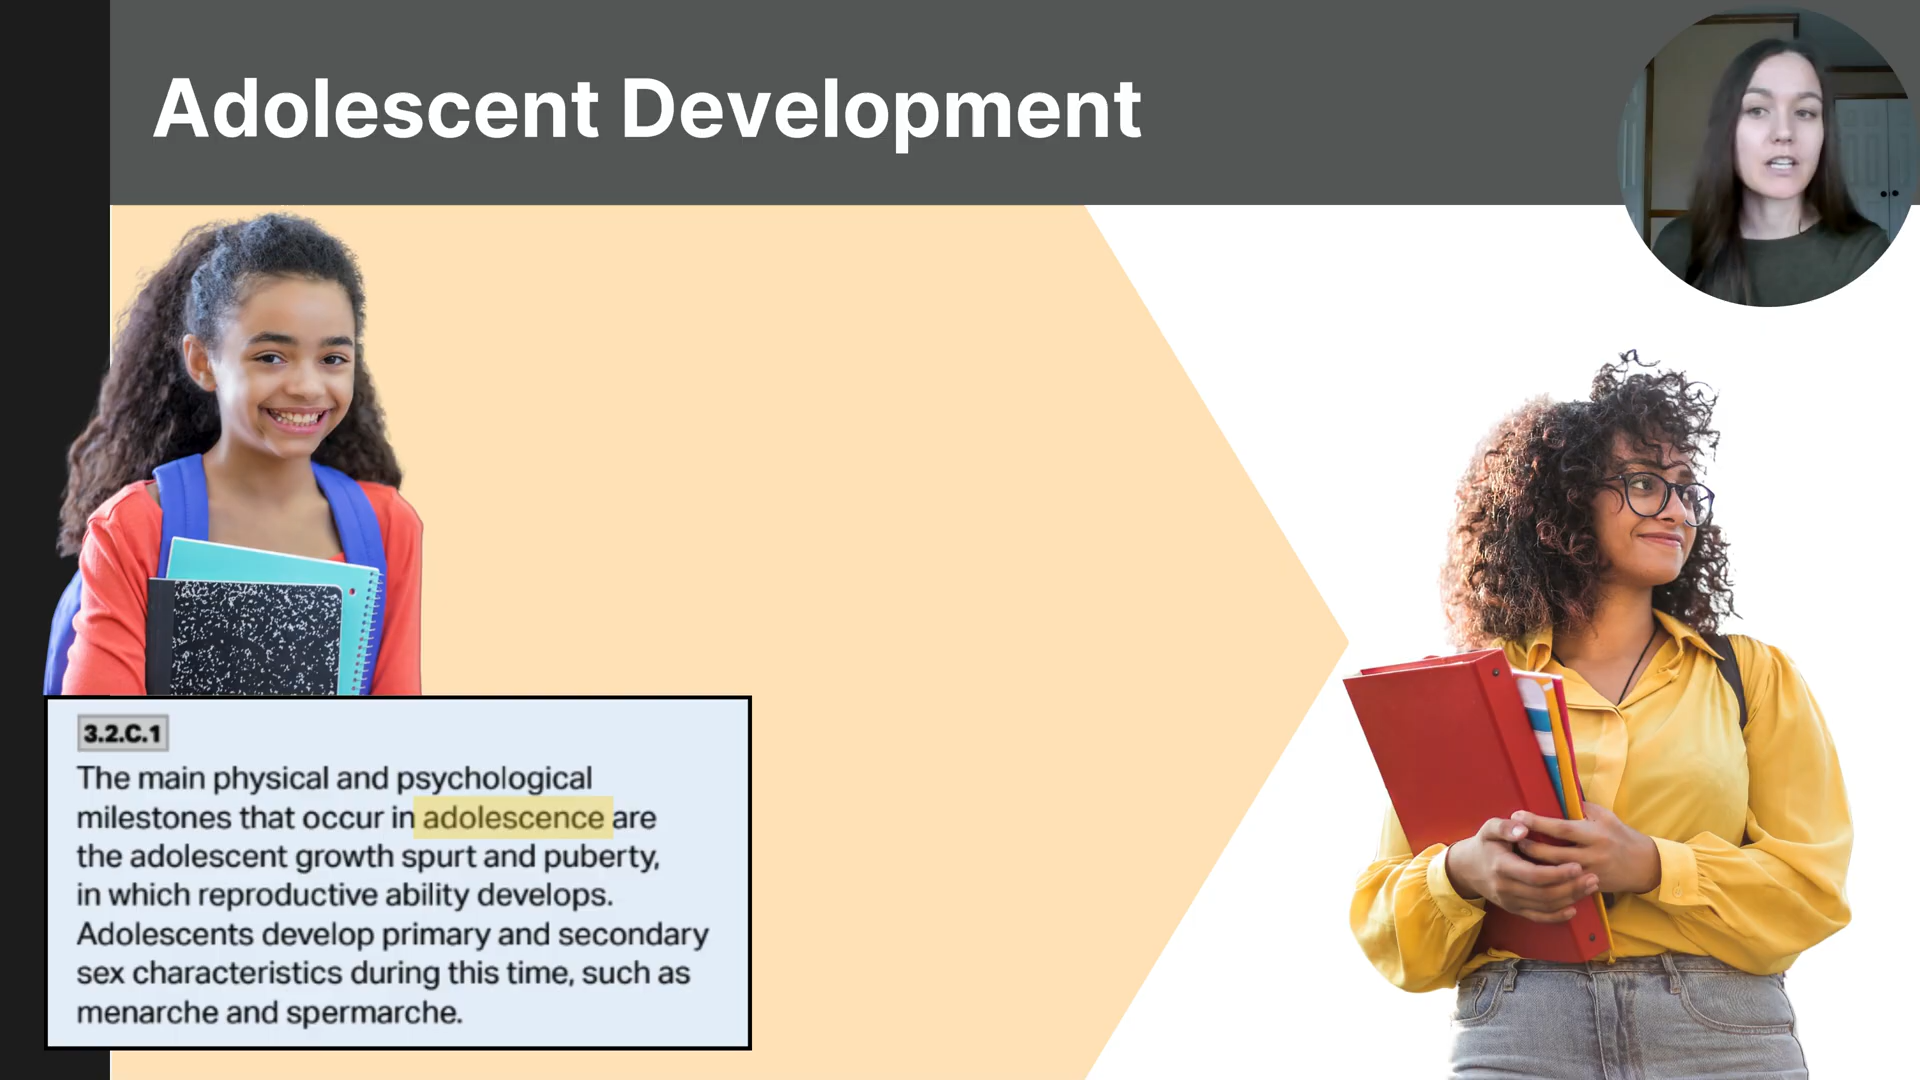 Adolescent Development
3.2.C.1
The main physical and psychological
milestones that occur in adolescence are
the adolescent growth spurt and puberty,
in which reproductive ability develops.
Adolescents develop primary and secondary
sex characteristics during this time, such as
menarche and spermarche.